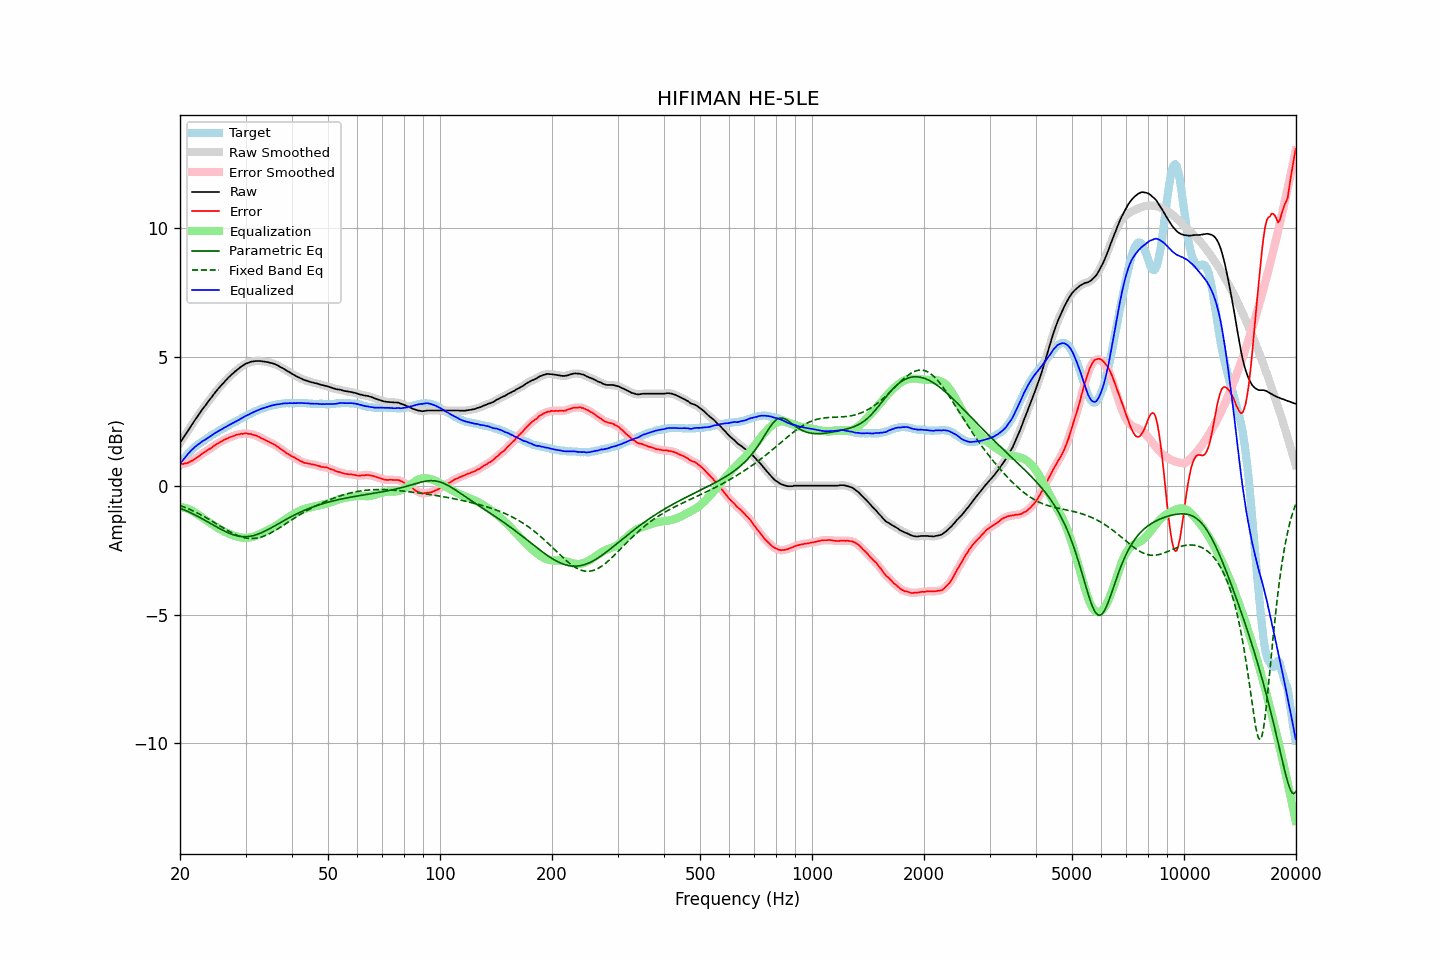 HIFIMAN HE-5LE
Target
Raw Smoothed
Error Smoothed
Raw
Error
Equalization
Parametric Eq
Fixed Band Eq
Equalized
Amplitude (dBr)
10
5
0
−5
−10
20 50 100 200 500 1000 2000 5000 10000 20000
Frequency (Hz)